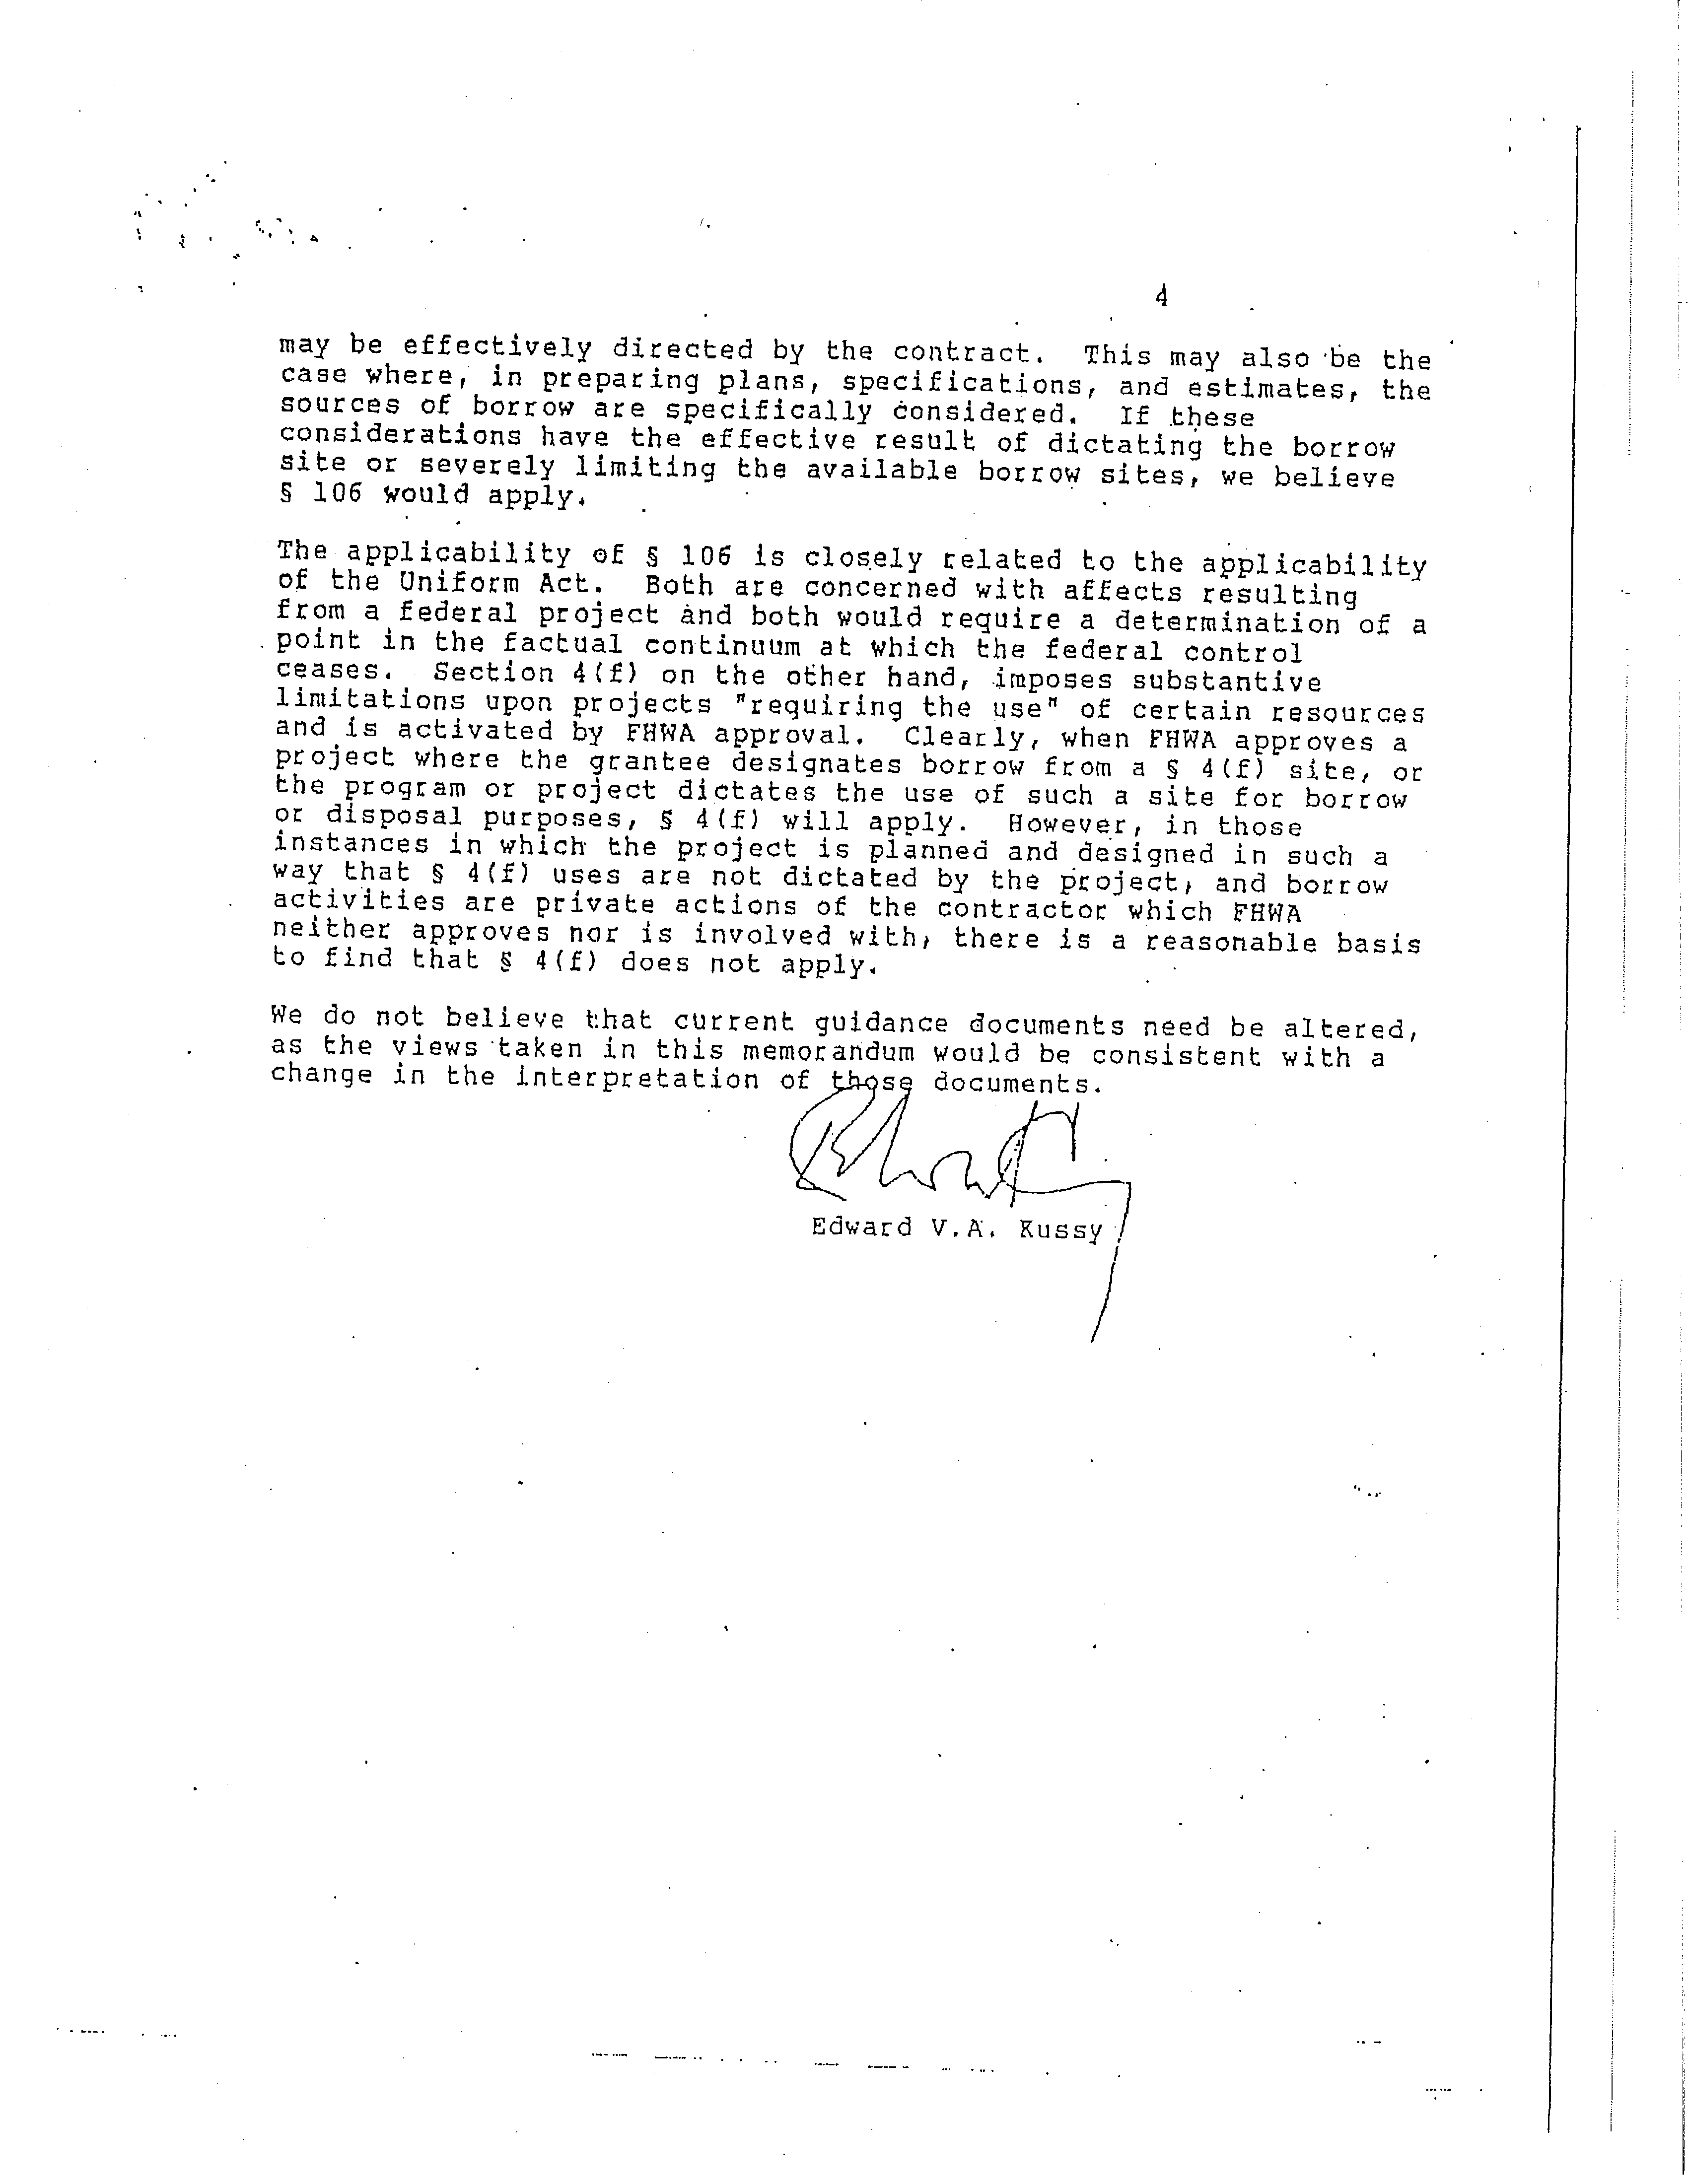 4
may be effectively directed by the contract. This may also be the
case where, in preparing plans, specifications, and estimates, the
sources of borrow are specifically considered. If these
considerations have the effective result of dictating the borrow
site or severely limiting the available borrow sites, we believe
§ 106 would apply.
The applicability of § 106 is closely related to the applicability
of the Uniform Act. Both are concerned with affects resulting
from a federal project and both would require a determination of a
point in the factual continuum at which the federal control
ceases. Section 4(f) on the other hand, imposes substantive
limitations upon projects "requiring the use" of certain resources
and is activated by FHWA approval. Clearly, when FHWA approves a
project where the grantee designates borrow from a § 4(f) site, or
the program or project dictates the use of such a site for borrow
or disposal purposes, § 4(f) will apply. However, in those
instances in which the project is planned and designed in such a
way that § 4(f) uses are not dictated by the project, and borrow
activities are private actions of the contractor which FHWA
neither approves nor is involved with, there is a reasonable basis
to find that § 4(f) does not apply.
We do not believe that current guidance documents need be altered,
as the views taken in this memorandum would be consistent with a
change in the interpretation of those documents.
Edward V.A. Kussy